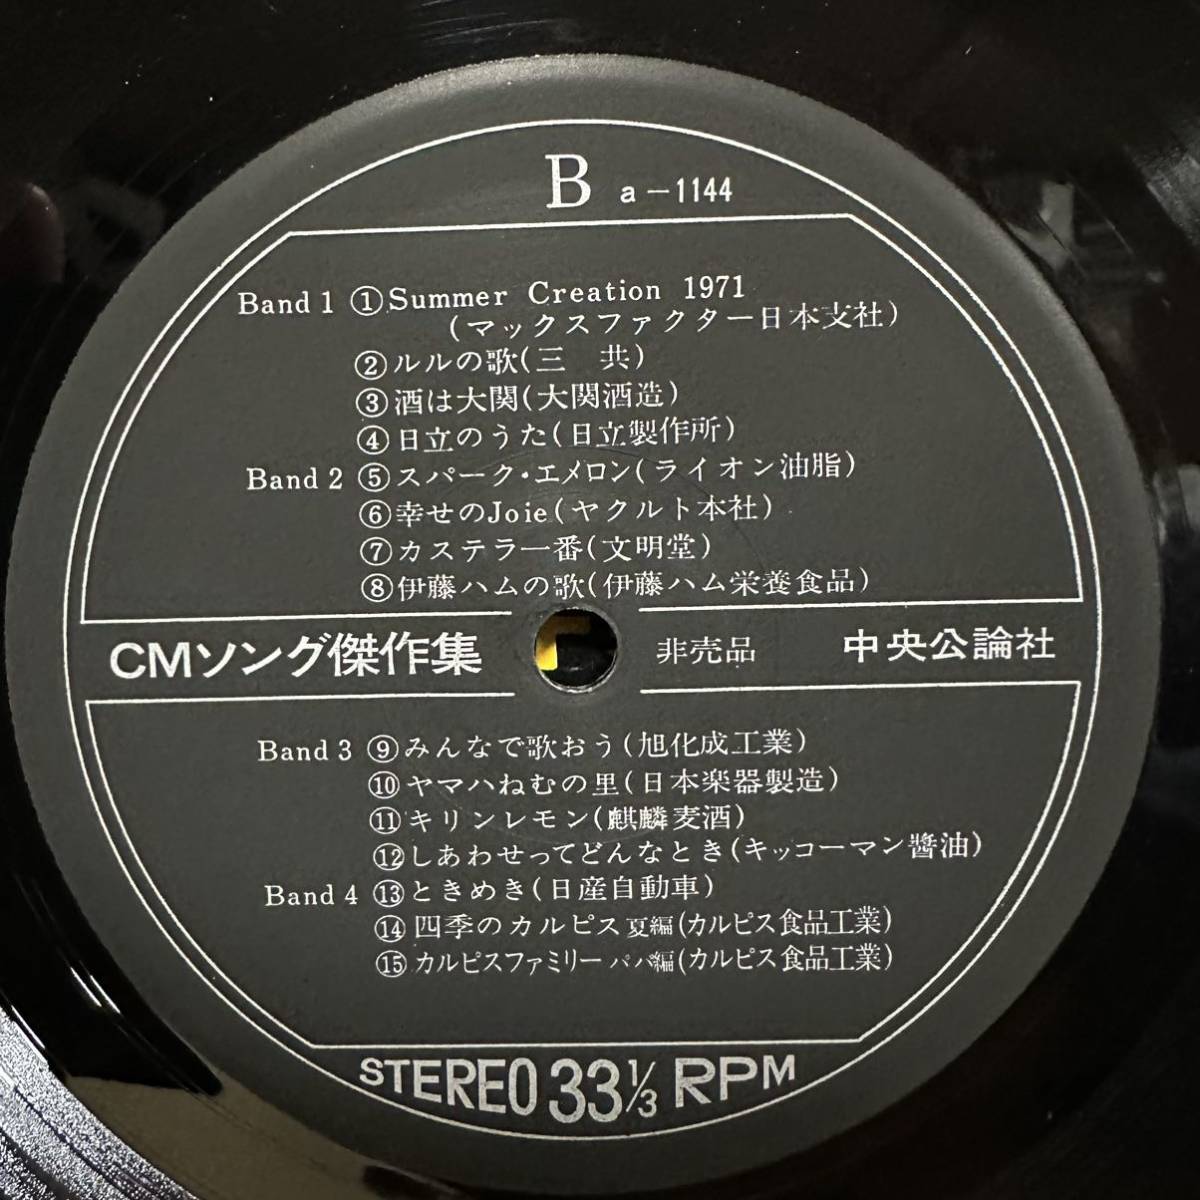 B a-1144
Band 1 ①Summer Creation 1971
(マックスファクター日本支社)
②ルルの歌(三 共)
③酒は大関(大関酒造)
④日立のうた(日立製作所)
Band 2 ⑤スパーク・エメロン(ライオン油脂)
⑥幸せのJoie(ヤクルト本社)
⑦カステラ一番(文明堂)
⑧伊藤ハムの歌(伊藤ハム栄養食品)
CMソング傑作集 非売品 中央公論社
Band 3 ⑨みんなで歌おう(旭化成工業)
⑩ヤマハねむの里(日本楽器製造)
⑪キリンレモン(麒麟麦酒)
⑫しあわせってどんなとき(キッコーマン醬油)
Band 4 ⑬ときめき(日産自動車)
⑭四季のカルピス夏編(カルピス食品工業)
⑮カルピスファミリーパパ編(カルピス食品工業)
STEREO 33 1/3 RPM